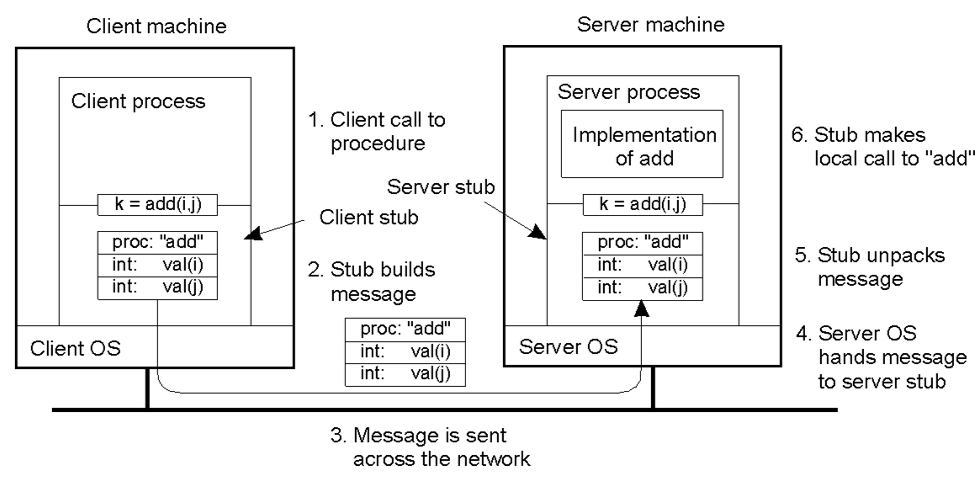 Client machine
Server machine
Client process
1. Client call to
procedure
k = add(i,j)
Client stub
proc: "add"
int: val(i)
int: val(j)
2. Stub builds
message
proc: "add"
int: val(i)
int: val(j)
Client OS
3. Message is sent
across the network
Server process
Implementation
of add
Server stub
k = add(i,j)
proc: "add"
int: val(i)
int: val(j)
Server OS
6. Stub makes
local call to "add"
5. Stub unpacks
message
4. Server OS
hands message
to server stub